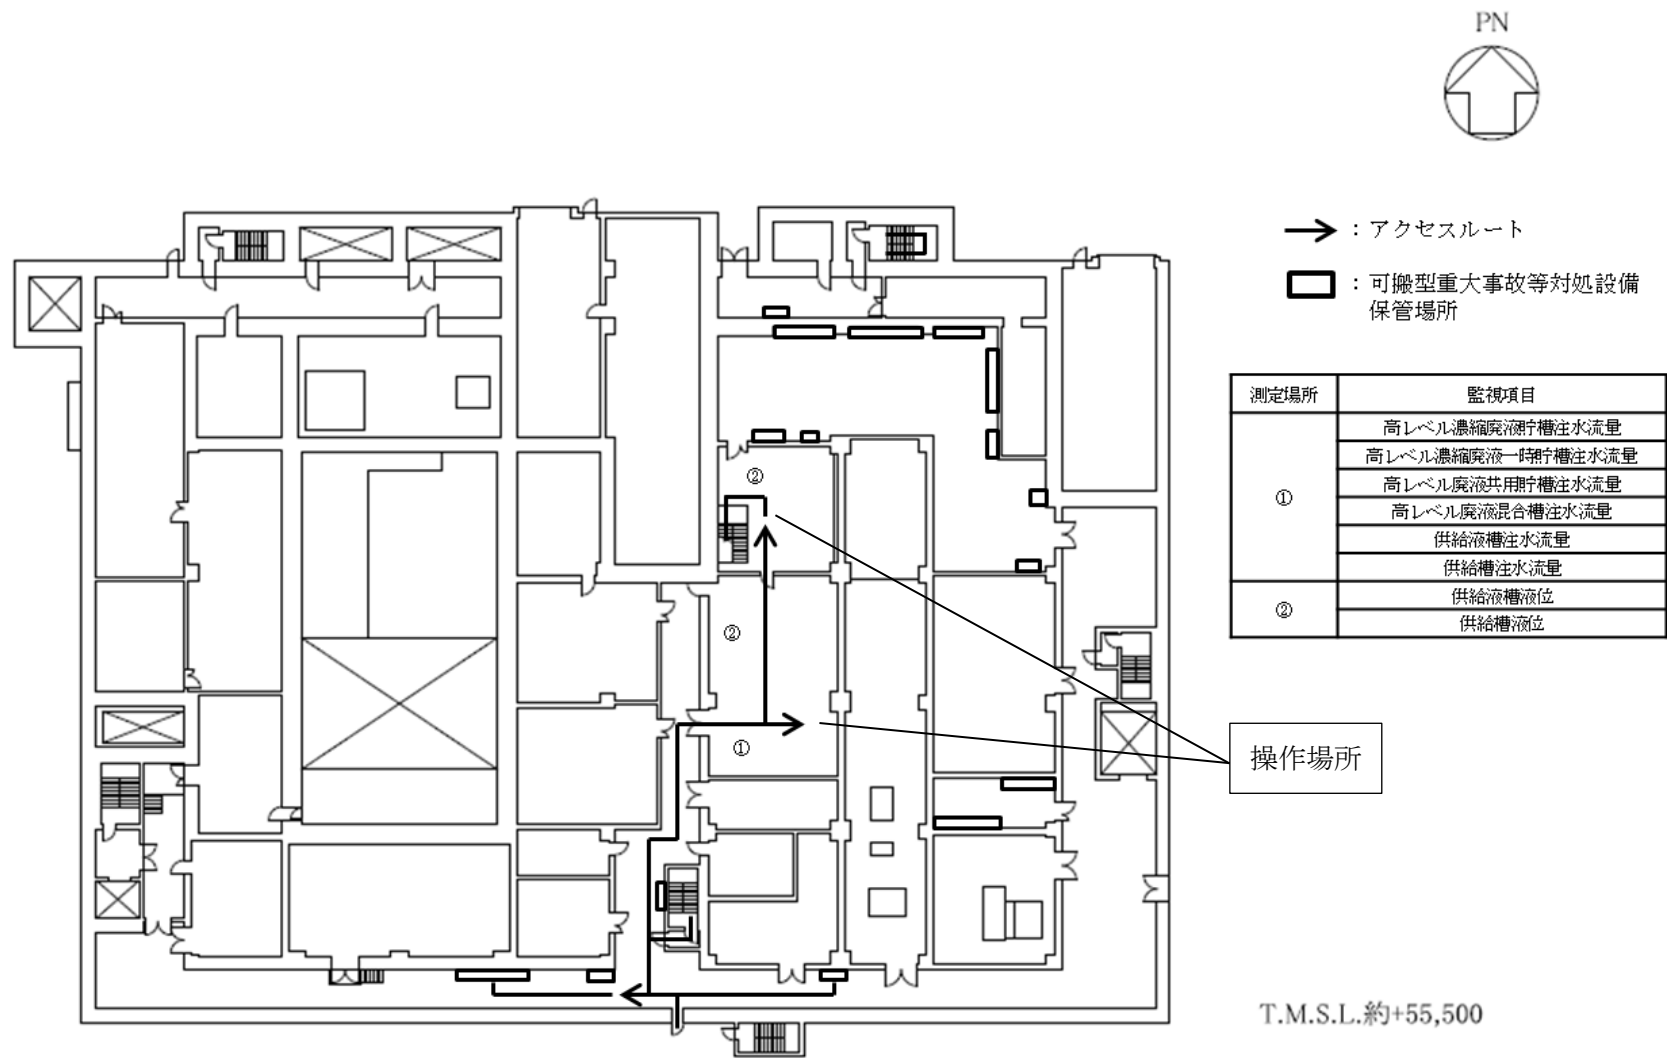 PN
：アクセスルート
：可搬型重大事故等対処設備
保管場所
測定場所 監視項目
① 高レベル濃縮廃液貯槽注水流量
高レベル濃縮廃液一時貯槽注水流量
高レベル廃液共用貯槽注水流量
高レベル廃液混合槽注水流量
供給液槽注水流量
供給槽注水流量
② 供給液槽液位
供給槽液位
②
②
①
操作場所
T.M.S.L.約+55,500